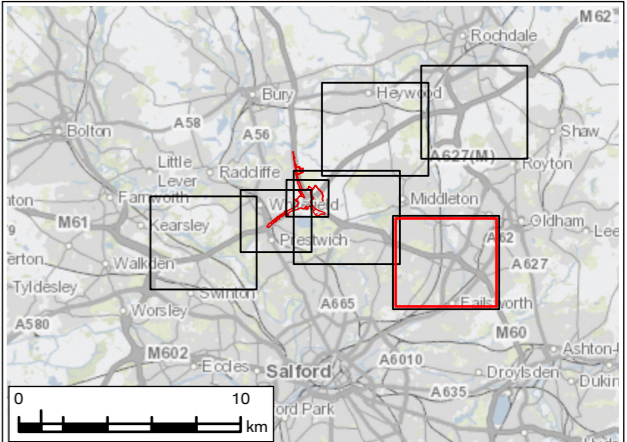 M62
Rochdale
Bury
Heywood
A58
Bolton
A56
Shaw
A627(M)
Little
Lever
Radcliffe
Royton
Farnworth
Middleton
M61
Kearsley
Oldham
Prestwich
A62
Walkden
A627
Tyldesley
Swinton
Failsworth
Worsley
A665
A580
M60
M602
Eccles
Salford
A6010
Droylsden
A635
0 10
km